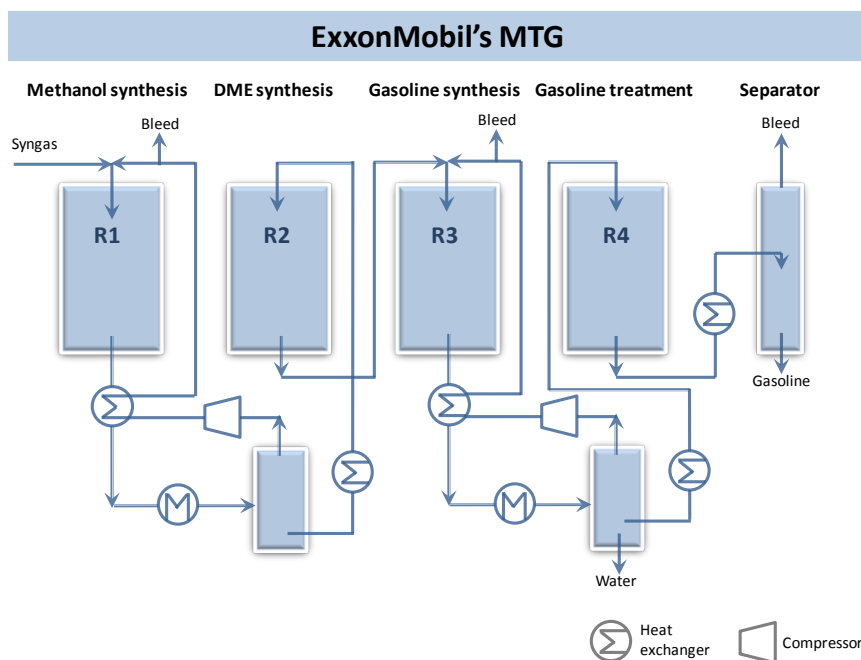 ExxonMobil's MTG
Methanol synthesis
DME synthesis
Gasoline synthesis
Gasoline treatment
Separator
Bleed
Bleed
Bleed
Syngas
R1
R2
R3
R4
Gasoline
Water
Heat
exchanger
Compressor